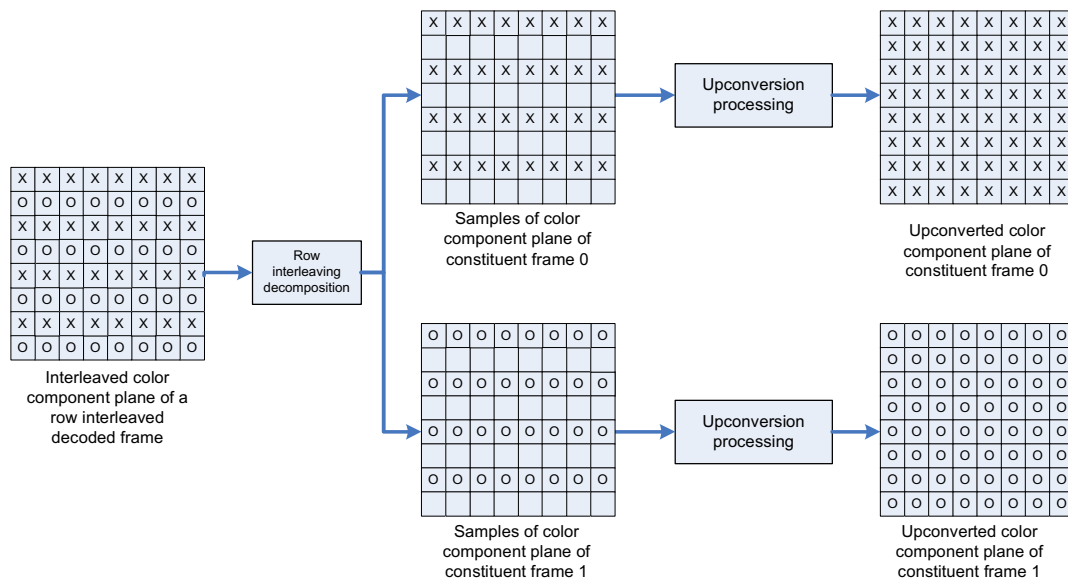 X X X X X X X X
X X X X X X X X
X X X X X X X X
X X X X X X X X
Samples of color
component plane of
constituent frame 0
Upconversion
processing
X X X X X X X X
X X X X X X X X
X X X X X X X X
X X X X X X X X
X X X X X X X X
X X X X X X X X
X X X X X X X X
X X X X X X X X
Upconverted color
component plane of
constituent frame 0
X X X X X X X X
O O O O O O O O
X X X X X X X X
O O O O O O O O
X X X X X X X X
O O O O O O O O
X X X X X X X X
O O O O O O O O
Interleaved color
component plane of a
row interleaved
decoded frame
Row
interleaving
decomposition
O O O O O O O O
O O O O O O O O
O O O O O O O O
O O O O O O O O
Samples of color
component plane of
constituent frame 1
Upconversion
processing
O O O O O O O O
O O O O O O O O
O O O O O O O O
O O O O O O O O
O O O O O O O O
O O O O O O O O
O O O O O O O O
O O O O O O O O
Upconverted color
component plane of
constituent frame 1